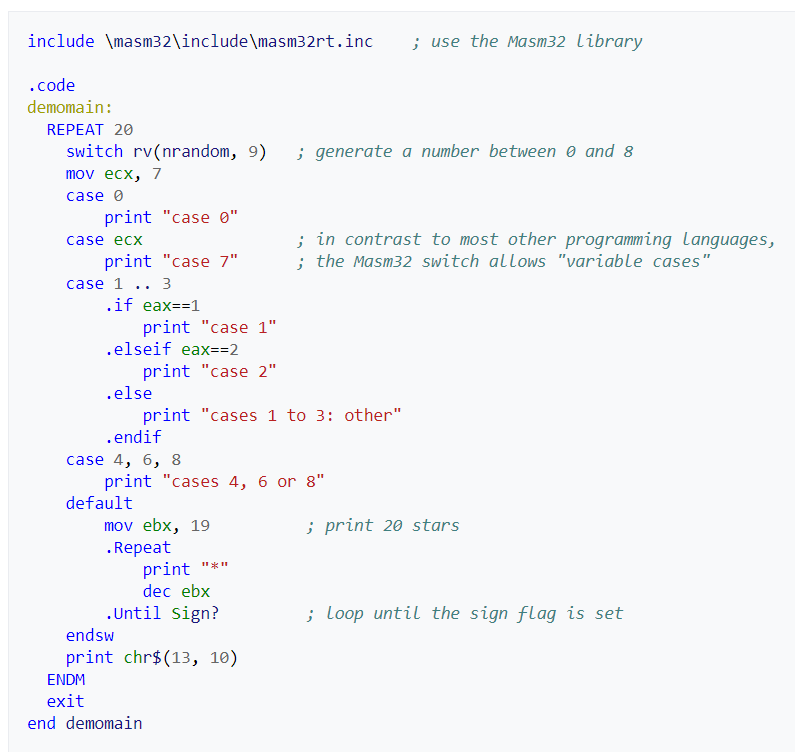 include \masm32\include\masm32rt.inc    ; use the Masm32 library

.code
demomain:
  REPEAT 20
    switch rv(nrandom, 9)   ; generate a number between 0 and 8
    mov ecx, 7
    case 0
        print "case 0"
    case ecx                ; in contrast to most other programming languages,
        print "case 7"      ; the Masm32 switch allows "variable cases"
    case 1 .. 3
        .if eax==1
            print "case 1"
        .elseif eax==2
            print "case 2"
        .else
            print "cases 1 to 3: other"
        .endif
    case 4, 6, 8
        print "cases 4, 6 or 8"
    default
        mov ebx, 19          ; print 20 stars
        .Repeat
            print "*"
            dec ebx
        .Until Sign?         ; loop until the sign flag is set
    endsw
    print chr$(13, 10)
  ENDM
  exit
end demomain